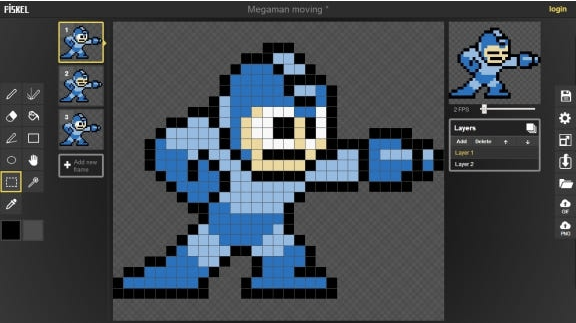 PiSKEL
Megaman moving *
login
1
2
3
Add new
frame
2 FPS
Layers
Add Delete ↑ ↓
Layer 1
Layer 2
GIF
PNG